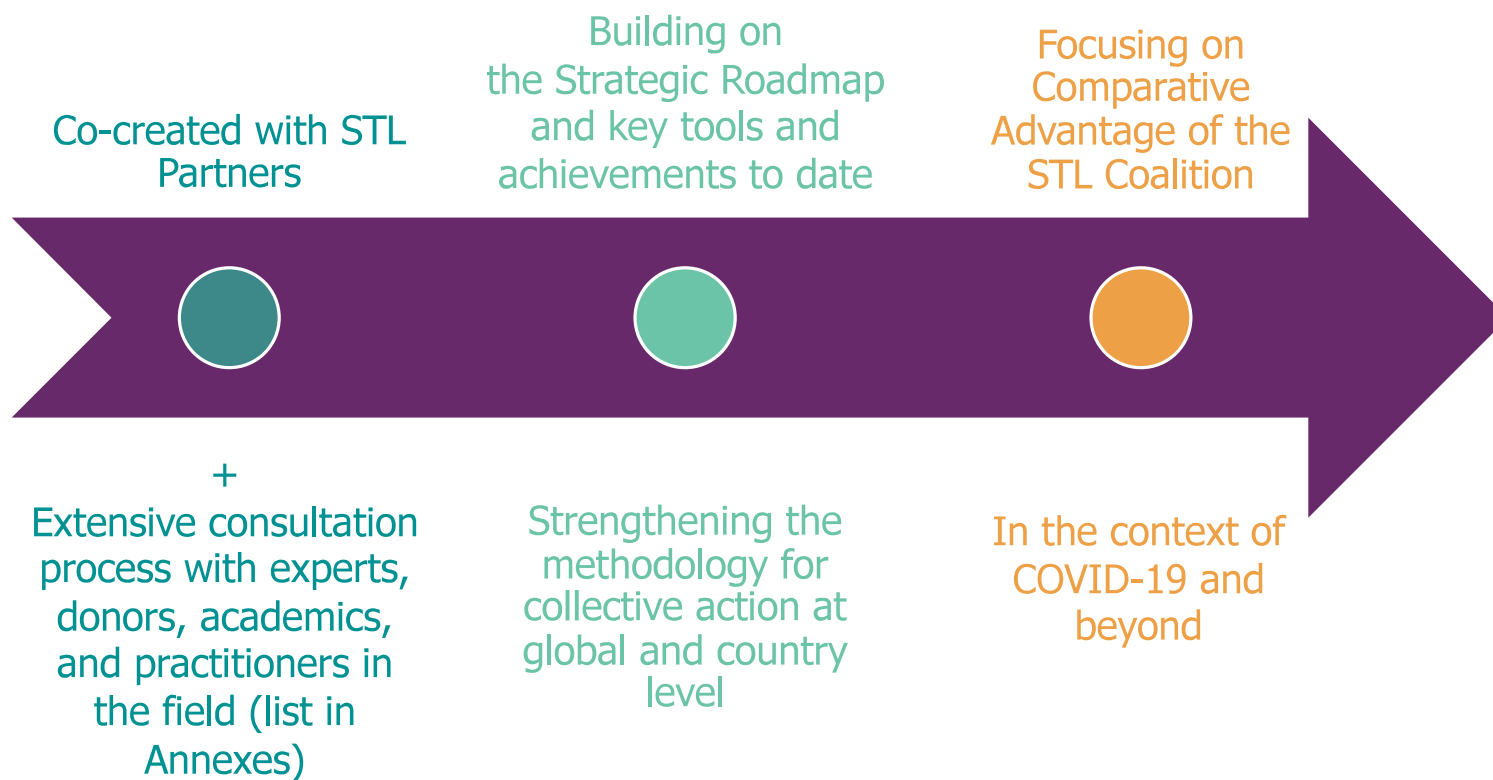 Co-created with STL
Partners
Building on
the Strategic Roadmap
and key tools and
achievements to date
Focusing on
Comparative
Advantage of the
STL Coalition
+
Extensive consultation
process with experts,
donors, academics,
and practitioners in
the field (list in
Annexes)
Strengthening the
methodology for
collective action at
global and country
level
In the context of
COVID-19 and
beyond